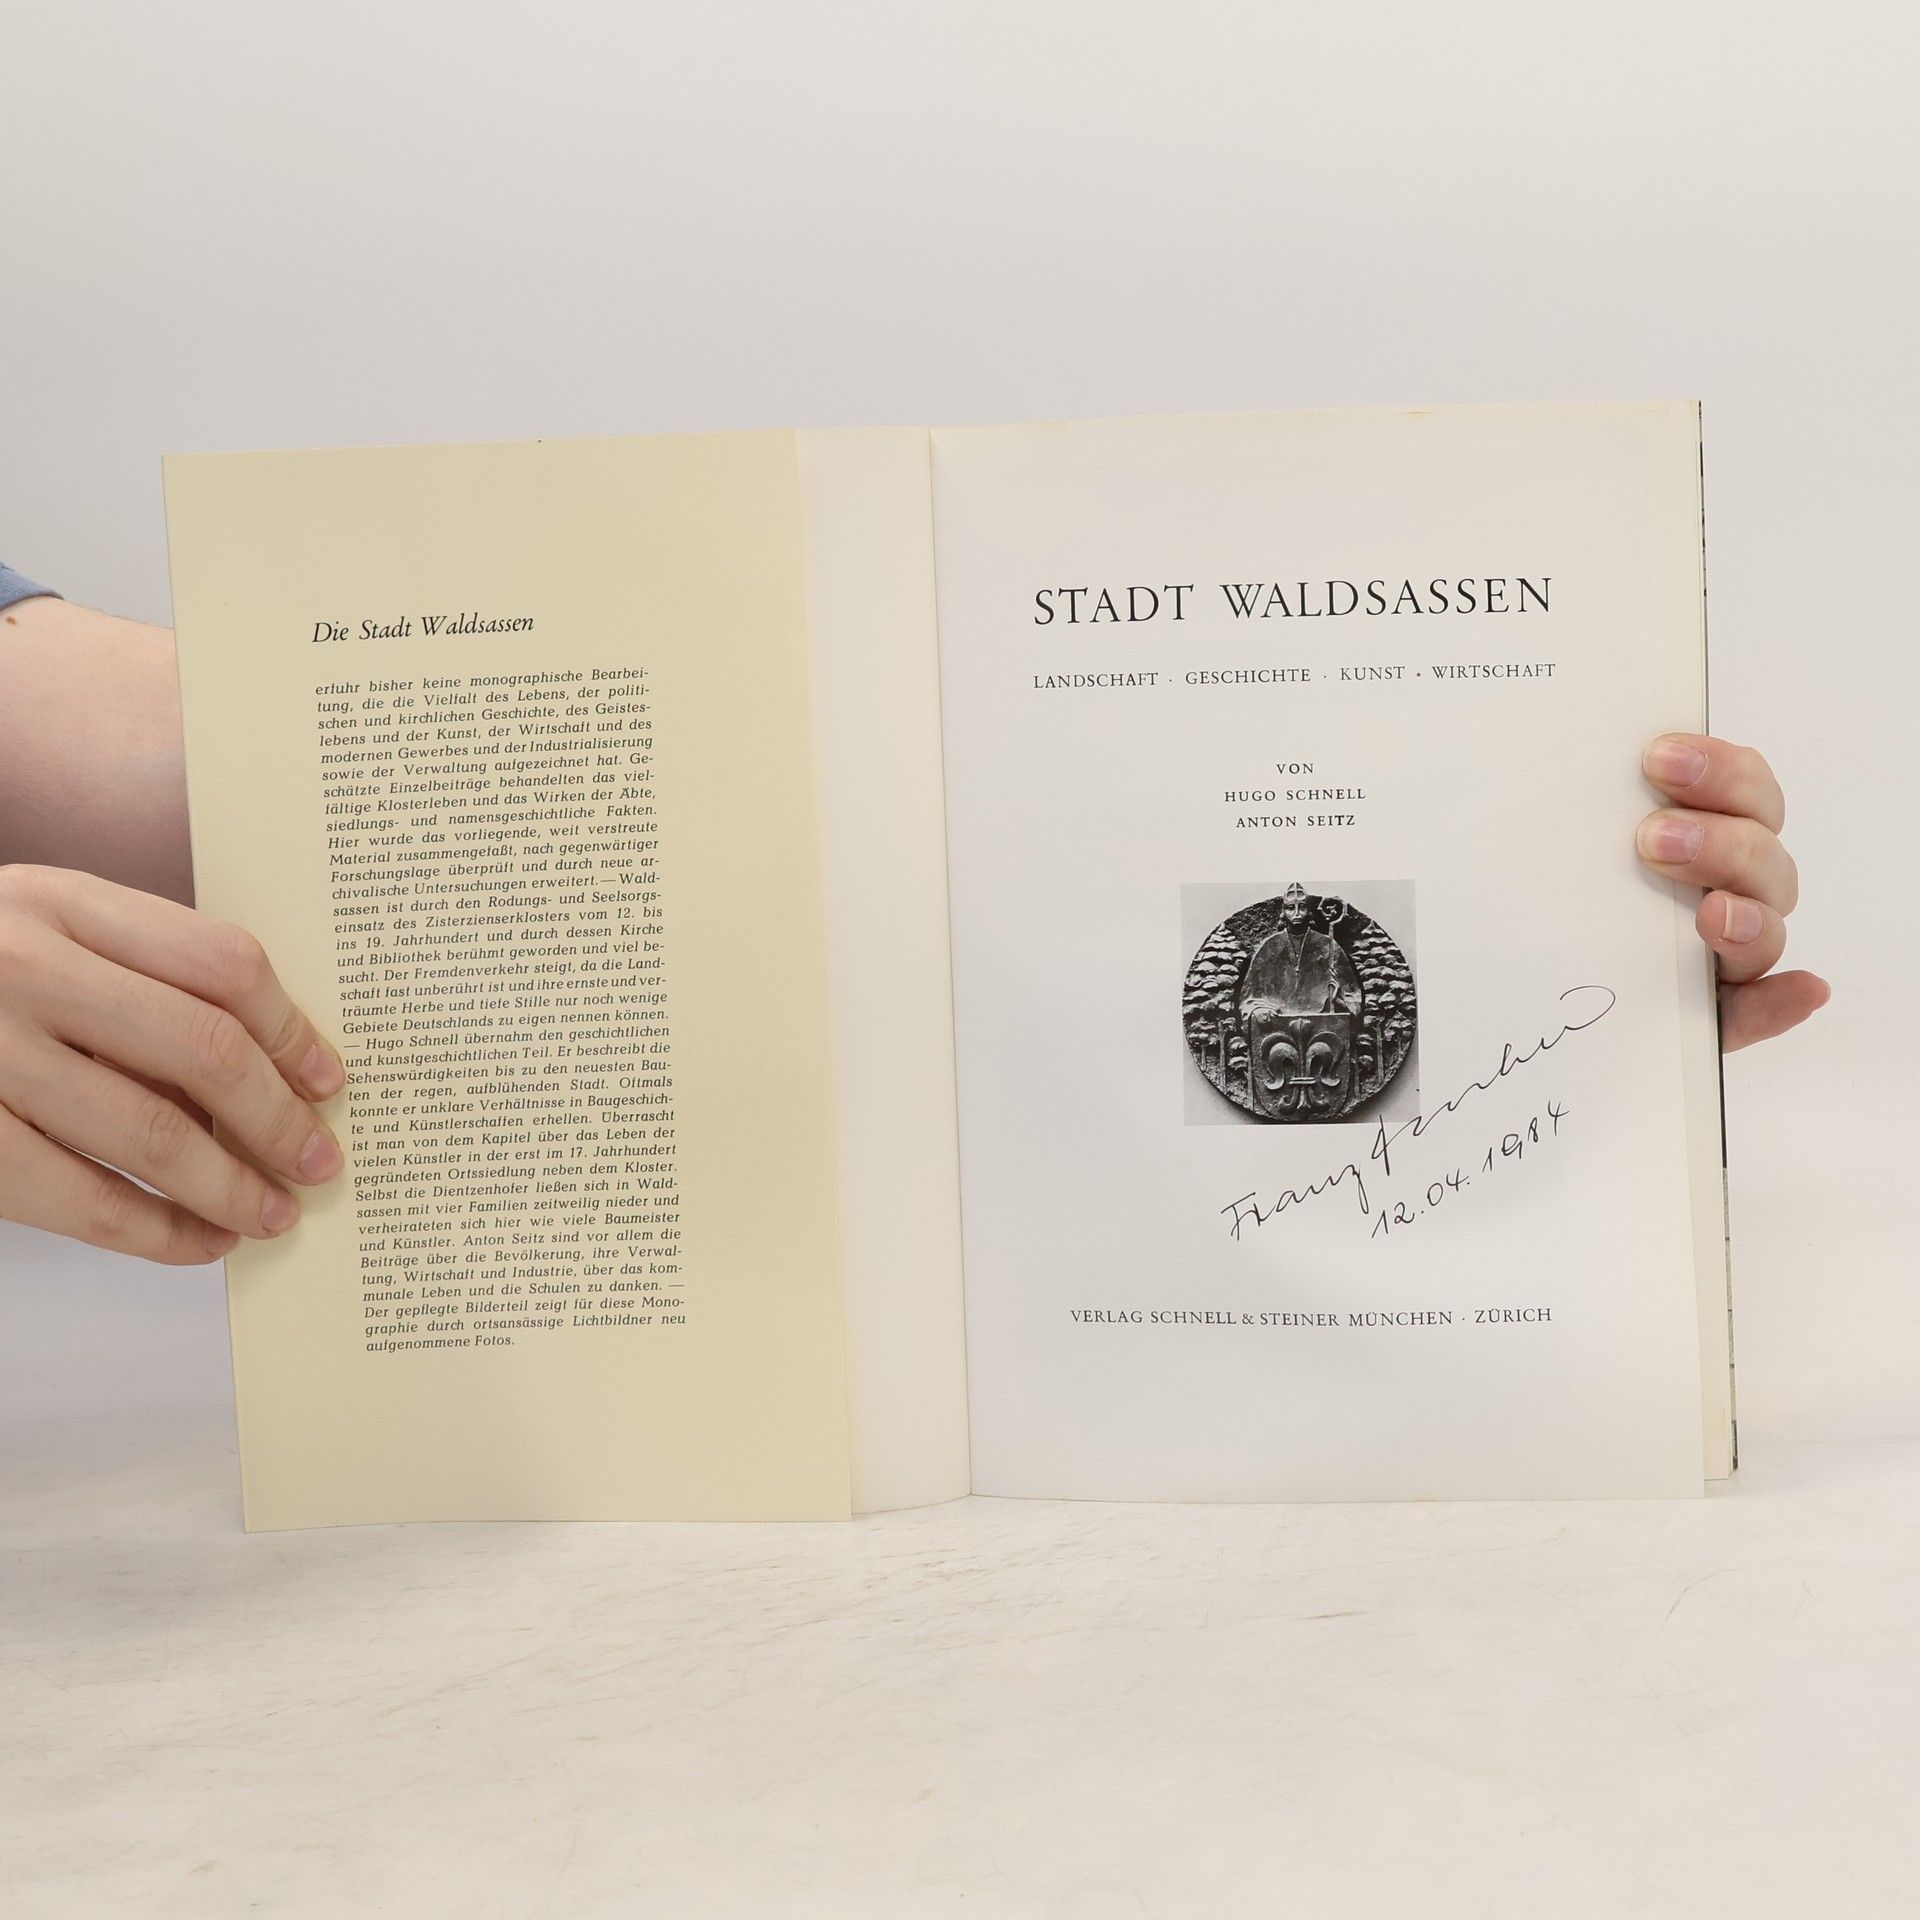 Die Stadt Waldsassen
erfuhr bisher keine monographische Bearbei-
tung, die die Vielfalt des Lebens, der politi-
schen und kirchlichen Geschichte, des Geistes-
lebens und der Kunst, der Wirtschaft und des
modernen Gewerbes und der Industrialisierung
sowie der Verwaltung aufgezeichnet hat. Ge-
schätzte Einzelbeiträge behandelten das viel-
fältige Klosterleben und das Wirken der Äbte,
siedlungs- und namensgeschichtliche Fakten.
Hier wurde das vorliegende, weit verstreute
Material zusammengefaßt, nach gegenwärtiger
Forschungslage überprüft und durch neue ar-
chivalische Untersuchungen erweitert. — Wald-
sassen ist durch den Rodungs- und Seelsorgs-
einsatz des Zisterzienserklosters vom 12. bis
ins 19. Jahrhundert und durch dessen Kirche
und Bibliothek berühmt geworden und viel be-
sucht. Der Fremdenverkehr steigt, da die Land-
schaft fast unberührt ist und ihre ernste und ver-
träumte Herbe und tiefe Stille nur noch wenige
Gebiete Deutschlands zu eigen nennen können.
— Hugo Schnell übernahm den geschichtlichen
und kunstgeschichtlichen Teil. Er beschreibt die
Sehenswürdigkeiten bis zu den neuesten Bau-
ten der regen, aufblühenden Stadt. Oftmals
konnte er unklare Verhältnisse in Baugeschich-
te und Künstlerschaffen erhellen. Überrascht
ist man von dem Kapitel über das Leben der
vielen Künstler in der erst im 17. Jahrhundert
gegründeten Ortssiedlung neben dem Kloster.
Selbst die Dientzenhofer ließen sich in Wald-
sassen mit vier Familien zeitweilig nieder und
verheirateten sich hier wie viele Baumeister
und Künstler. Anton Seitz sind vor allem die
Beiträge über die Bevölkerung, ihre Verwal-
tung, Wirtschaft und Industrie, über das kom-
munale Leben und die Schulen zu danken. —
Der gepflegte Bilderteil zeigt für diese Mono-
graphie durch ortsansässige Lichtbildner neu
aufgenommene Fotos.
STADT WALDSASSEN
LANDSCHAFT · GESCHICHTE · KUNST · WIRTSCHAFT
VON
HUGO SCHNELL
ANTON SEITZ
Franz
12.04.1984
VERLAG SCHNELL & STEINER MÜNCHEN · ZÜRICH